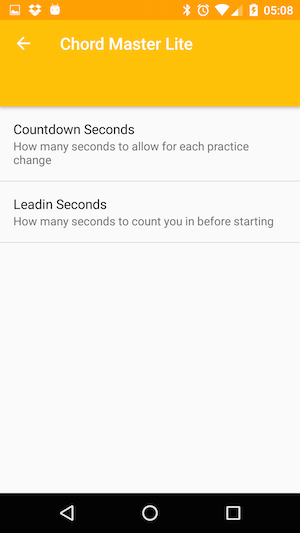 05:08
Chord Master Lite
Countdown Seconds
How many seconds to allow for each practice
change
Leadin Seconds
How many seconds to count you in before starting